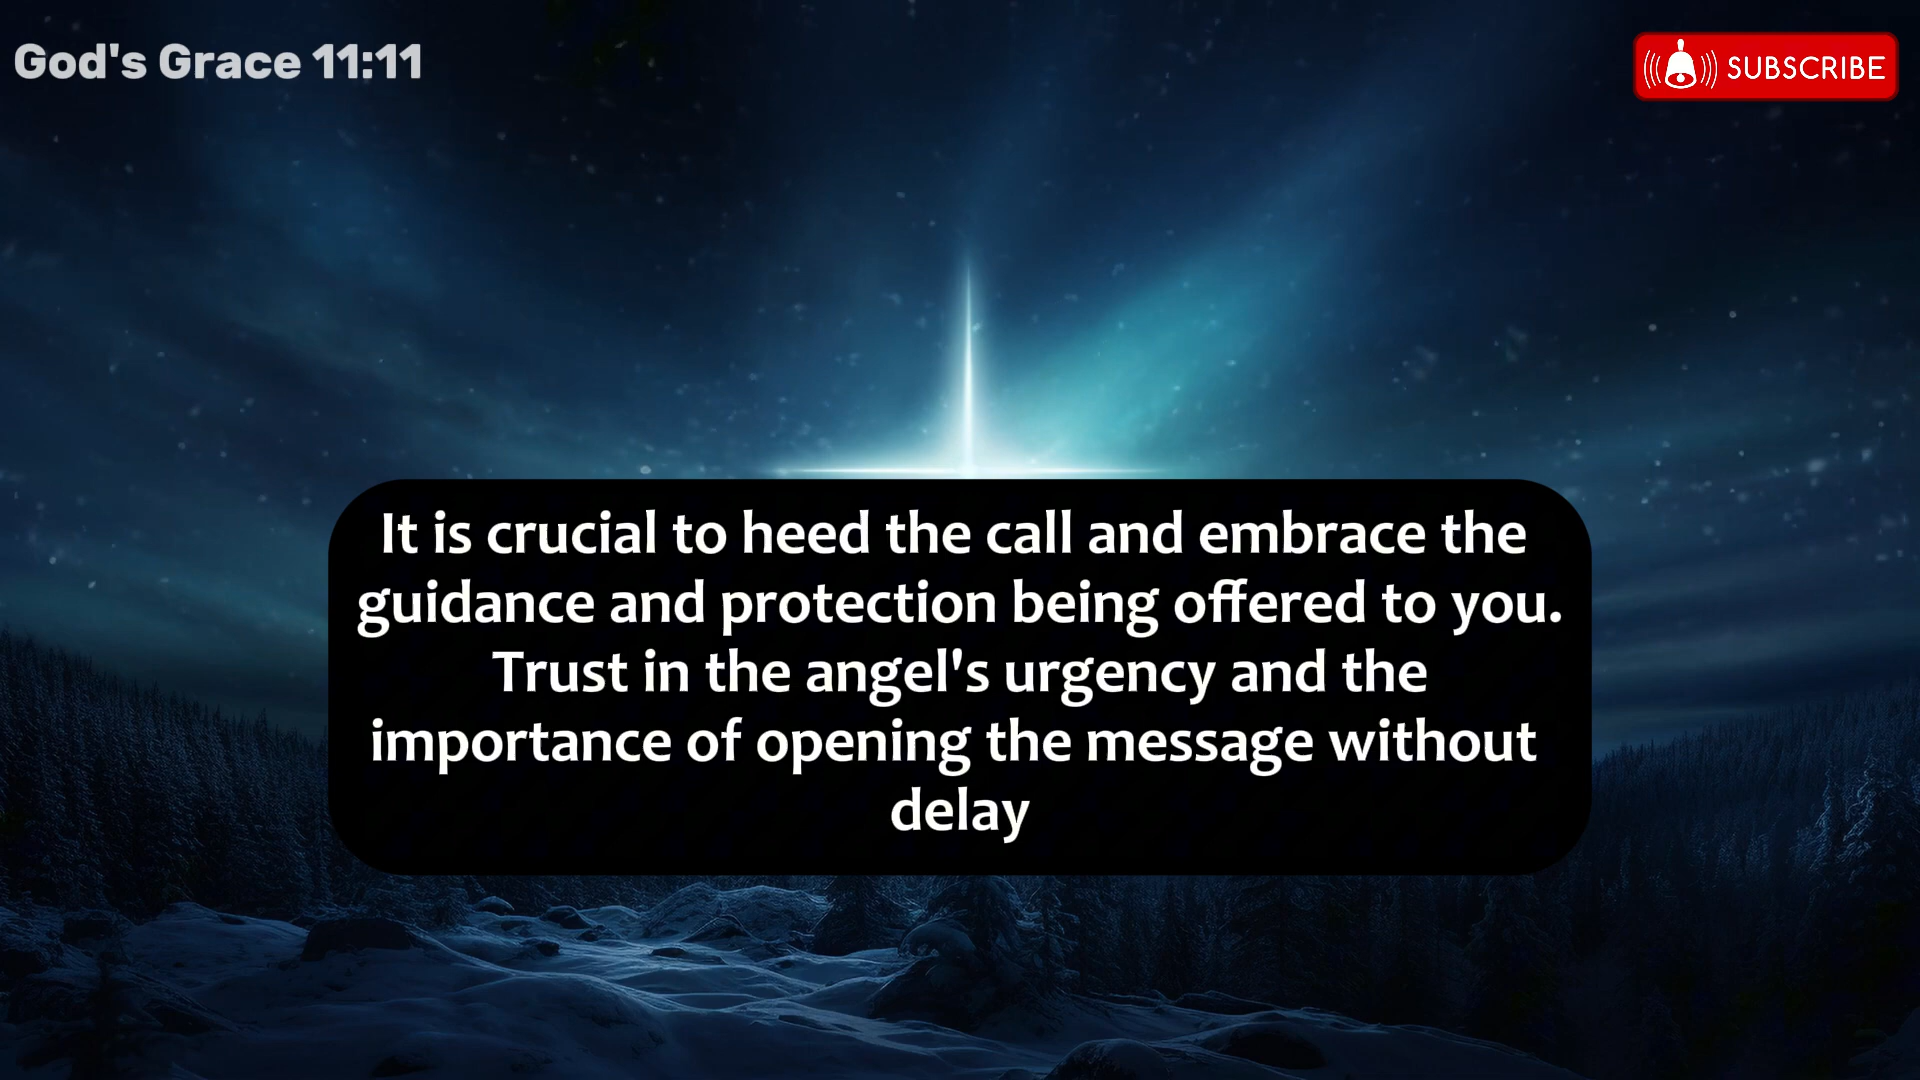 God's Grace 11:11
SUBSCRIBE
It is crucial to heed the call and embrace the
guidance and protection being offered to you.
Trust in the angel's urgency and the
importance of opening the message without
delay